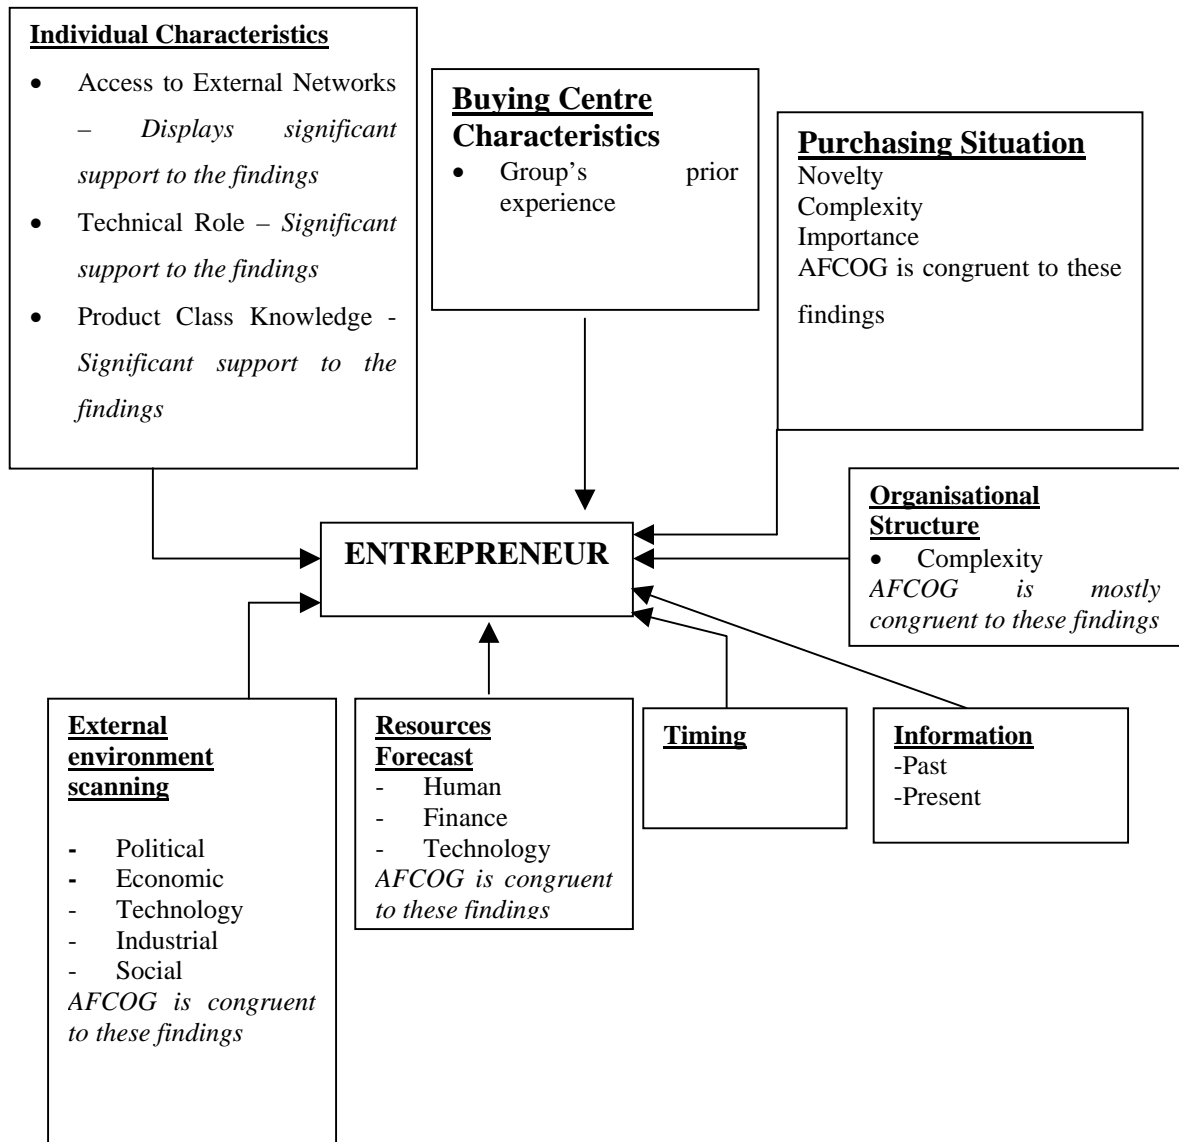 Individual Characteristics
• Access to External Networks
– Displays significant
support to the findings
• Technical Role – Significant
support to the findings
• Product Class Knowledge -
Significant support to the
findings
Buying Centre
Characteristics
• Group's prior
experience
Purchasing Situation
Novelty
Complexity
Importance
AFCOG is congruent to these
findings
ENTREPRENEUR
Organisational
Structure
• Complexity
AFCOG is mostly
congruent to these findings
External
environment
scanning
- Political
- Economic
- Technology
- Industrial
- Social
AFCOG is congruent
to these findings
Resources
Forecast
- Human
- Finance
- Technology
AFCOG is congruent
to these findings
Timing
Information
-Past
-Present